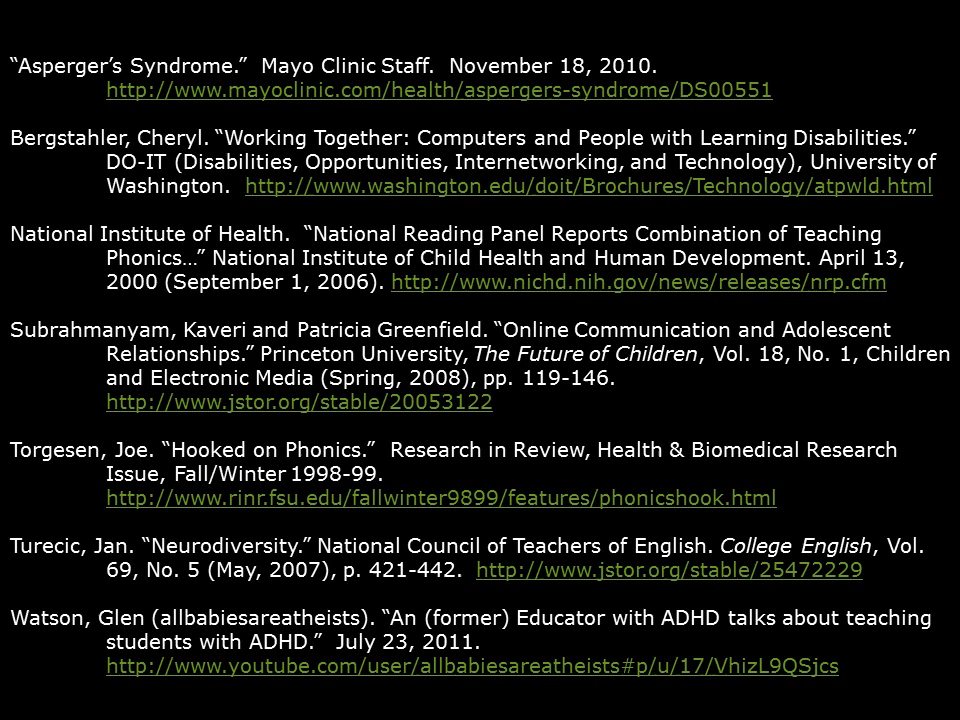 “Asperger’s Syndrome.”  Mayo Clinic Staff.  November 18, 2010.
http://www.mayoclinic.com/health/aspergers-syndrome/DS00551
Bergstahler, Cheryl. “Working Together: Computers and People with Learning Disabilities.”
DO-IT (Disabilities, Opportunities, Internetworking, and Technology), University of
Washington.  http://www.washington.edu/doit/Brochures/Technology/atpwld.html
National Institute of Health.  “National Reading Panel Reports Combination of Teaching
Phonics…” National Institute of Child Health and Human Development. April 13,
2000 (September 1, 2006). http://www.nichd.nih.gov/news/releases/nrp.cfm
Subrahmanyam, Kaveri and Patricia Greenfield. “Online Communication and Adolescent
Relationships.” Princeton University, The Future of Children, Vol. 18, No. 1, Children
and Electronic Media (Spring, 2008), pp. 119-146.
http://www.jstor.org/stable/20053122
Torgesen, Joe. “Hooked on Phonics.”  Research in Review, Health & Biomedical Research
Issue, Fall/Winter 1998-99.
http://www.rinr.fsu.edu/fallwinter9899/features/phonicshook.html
Turecic, Jan. “Neurodiversity.” National Council of Teachers of English. College English, Vol.
69, No. 5 (May, 2007), p. 421-442.  http://www.jstor.org/stable/25472229
Watson, Glen (allbabiesareatheists). “An (former) Educator with ADHD talks about teaching
students with ADHD.”  July 23, 2011.
http://www.youtube.com/user/allbabiesareatheists#p/u/17/VhizL9QSjcs